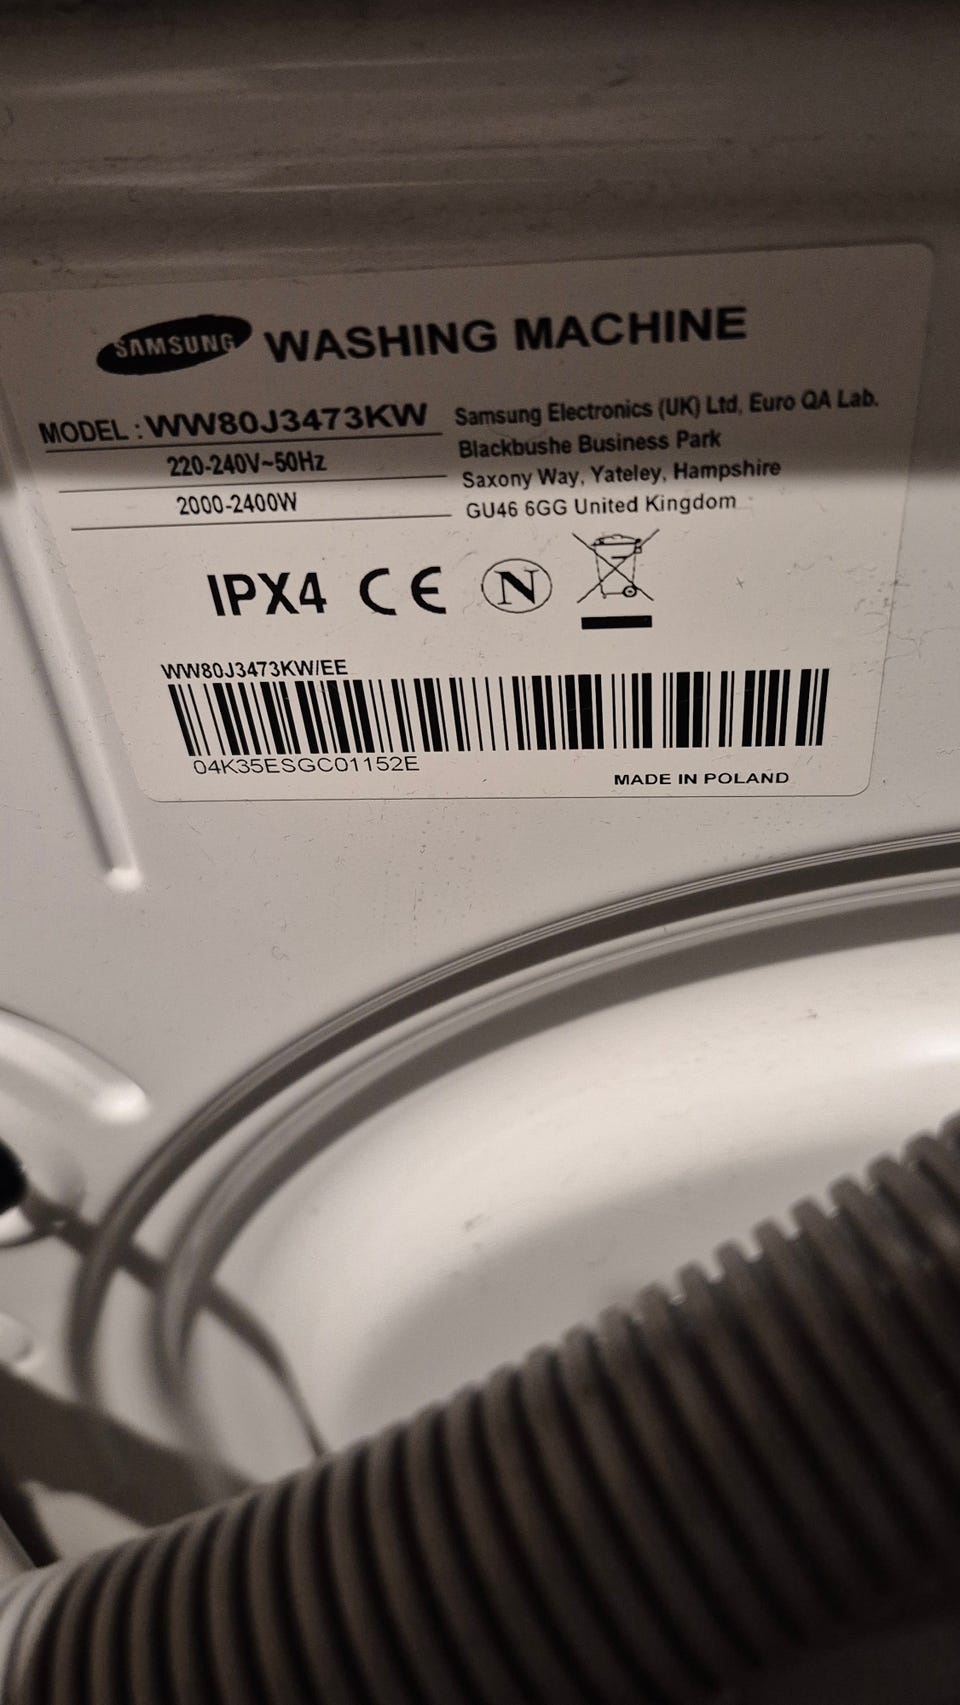 SAMSUNG WASHING MACHINE
MODEL : WW80J3473KW
220-240V~50Hz
2000-2400W
Samsung Electronics (UK) Ltd, Euro QA Lab.
Blackbushe Business Park
Saxony Way, Yateley, Hampshire
GU46 6GG United Kingdom
IPX4 CE N
WW80J3473KW/EE
04K35ESGC01152E
MADE IN POLAND